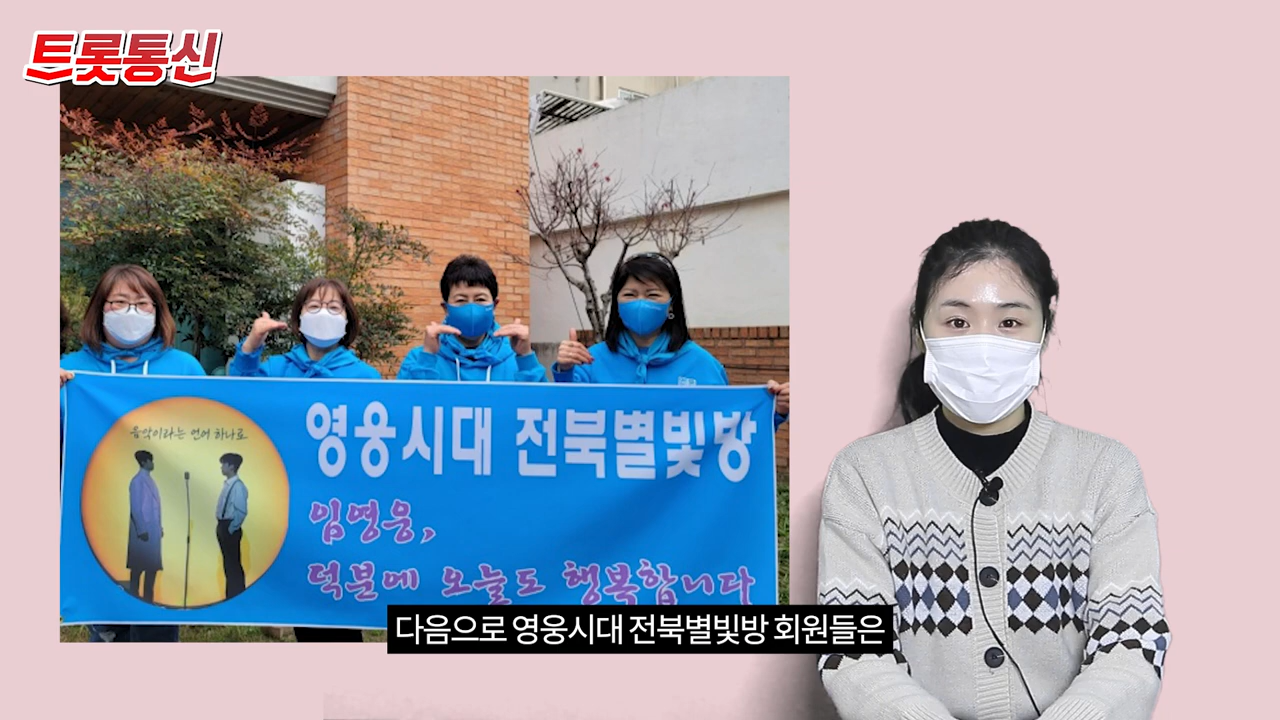 트롯통신
음악이라는 언어 하나로
영웅시대 전북별빛방
임영웅,
덕분에 오늘도 행복합니다
다음으로 영웅시대 전북별빛방 회원들은